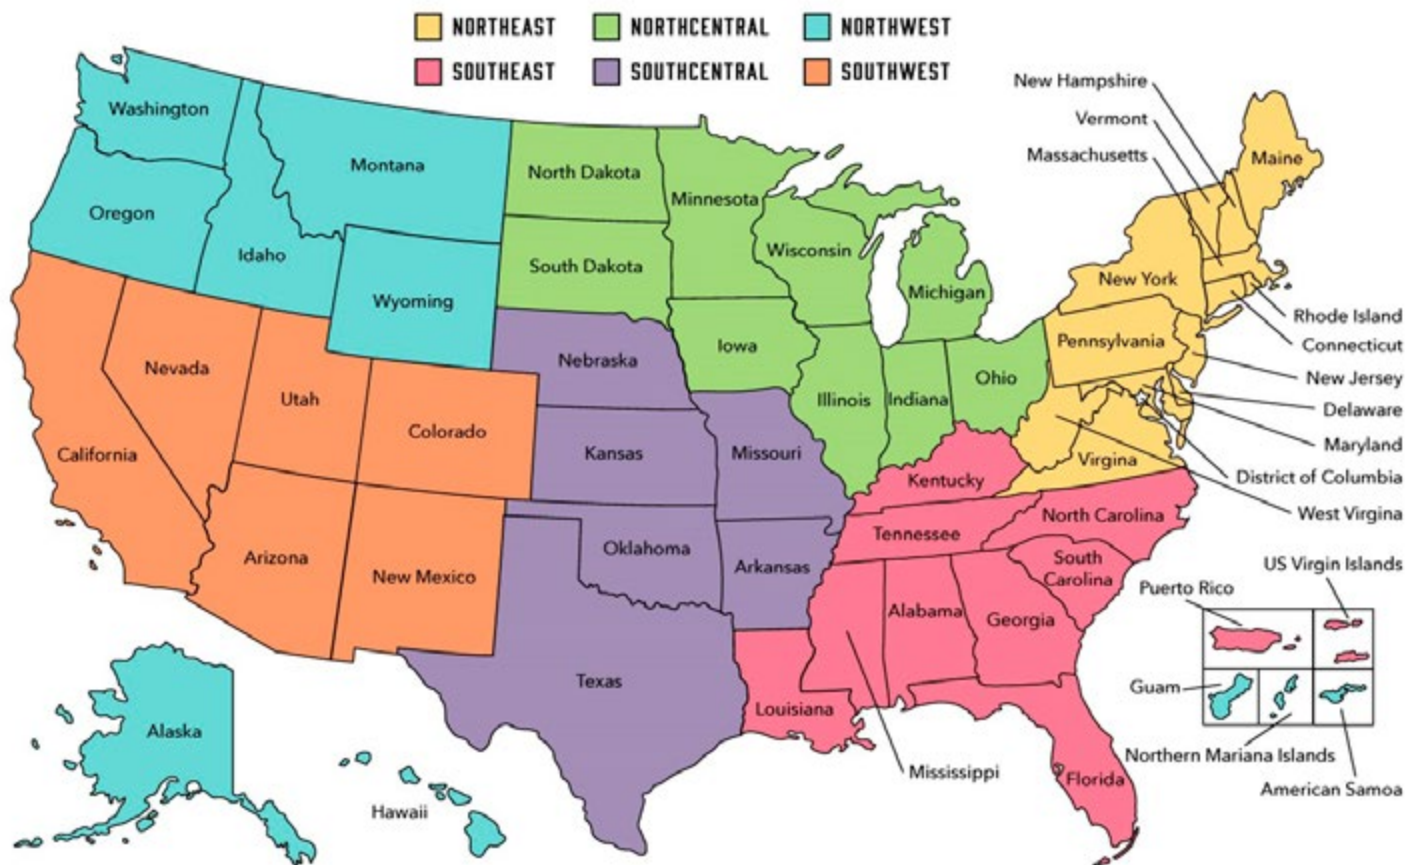 NORTHEAST
NORTHCENTRAL
NORTHWEST
SOUTHEAST
SOUTHCENTRAL
SOUTHWEST
New Hampshire
Vermont
Massachusetts
Maine
Washington
Montana
North Dakota
Minnesota
Oregon
Idaho
South Dakota
Wisconsin
Michigan
New York
Wyoming
Rhode Island
Connecticut
Pennsylvania
Iowa
Nebraska
Nevada
Utah
Ohio
New Jersey
Illinois
Indiana
Delaware
Colorado
Maryland
California
Kansas
Missouri
Virgina
District of Columbia
Kentucky
West Virgina
North Carolina
Tennessee
Oklahoma
Arizona
New Mexico
Arkansas
South
Carolina
US Virgin Islands
Puerto Rico
Alabama
Georgia
Texas
Guam
Louisiana
Alaska
Northern Mariana Islands
Mississippi
Florida
American Samoa
Hawaii